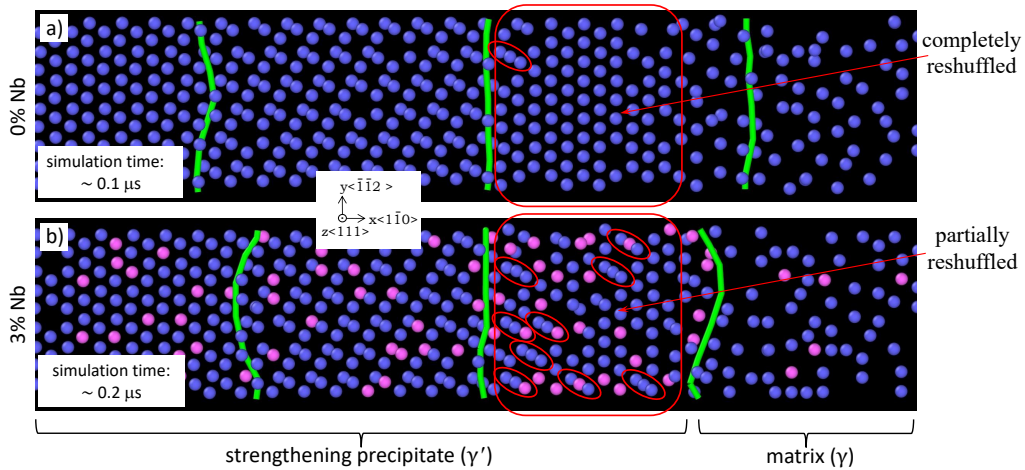 a)
0% Nb
simulation time:
~ 0.1 μs
completely
reshuffled
y<1̄1̄2 >
x<11̄0>
z<111>
b)
3% Nb
simulation time:
~ 0.2 μs
partially
reshuffled
strengthening precipitate (γ’)
matrix (γ)